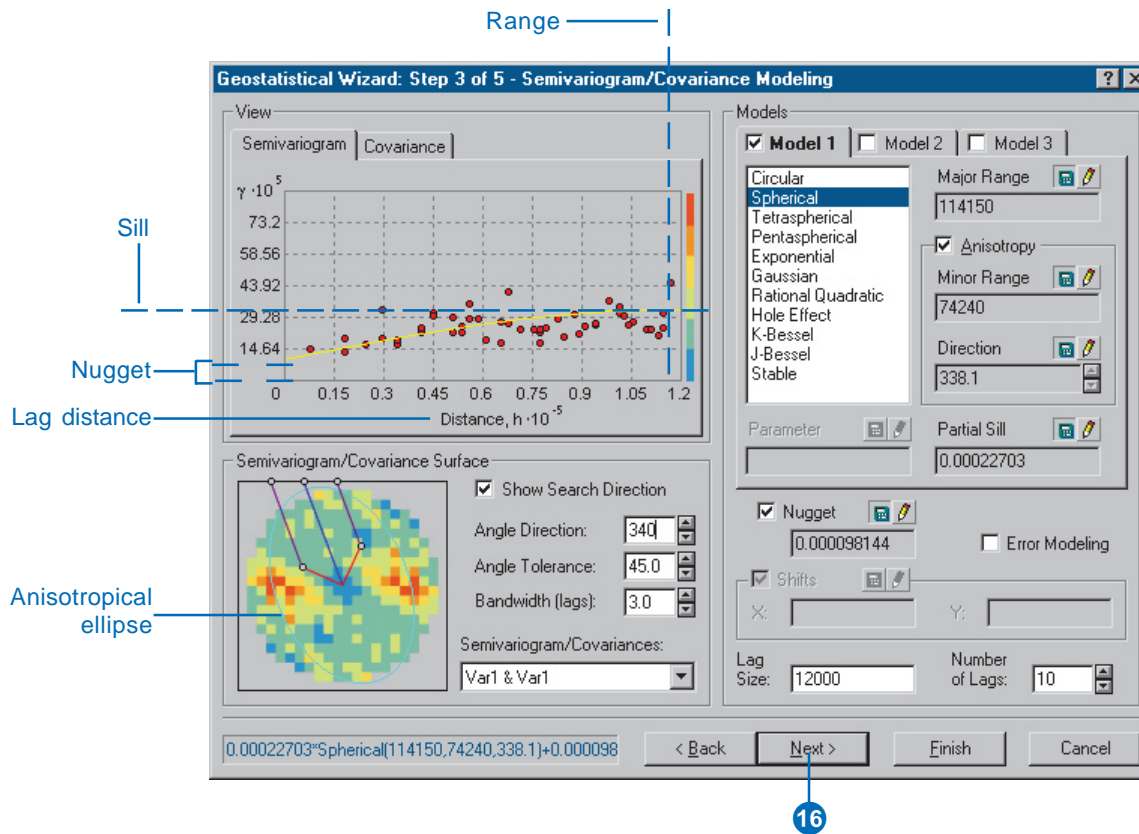 Range
Geostatistical Wizard: Step 3 of 5 - Semivariogram/Covariance Modeling
View
Semivariogram
Covariance
γ ·10⁵
73.2
58.56
43.92
29.28
14.64
0 0.15 0.3 0.45 0.6 0.75 0.9 1.05 1.2
Distance, h ·10⁻⁵
Sill
Nugget
Lag distance
Models
Model 1
Model 2
Model 3
Circular
Spherical
Tetraspherical
Pentaspherical
Exponential
Gaussian
Rational Quadratic
Hole Effect
K-Bessel
J-Bessel
Stable
Major Range
114150
Anisotropy
Minor Range
74240
Direction
338.1
Parameter
Partial Sill
0.00022703
Semivariogram/Covariance Surface
Show Search Direction
Angle Direction: 340
Angle Tolerance: 45.0
Bandwidth (lags): 3.0
Semivariogram/Covariances:
Var1 & Var1
Anisotropical
ellipse
Nugget
0.000098144
Error Modeling
Shifts
X:
Y:
Lag
Size: 12000
Number
of Lags: 10
0.00022703*Spherical(114150,74240,338.1)+0.000098
< Back
Next >
Finish
Cancel
16